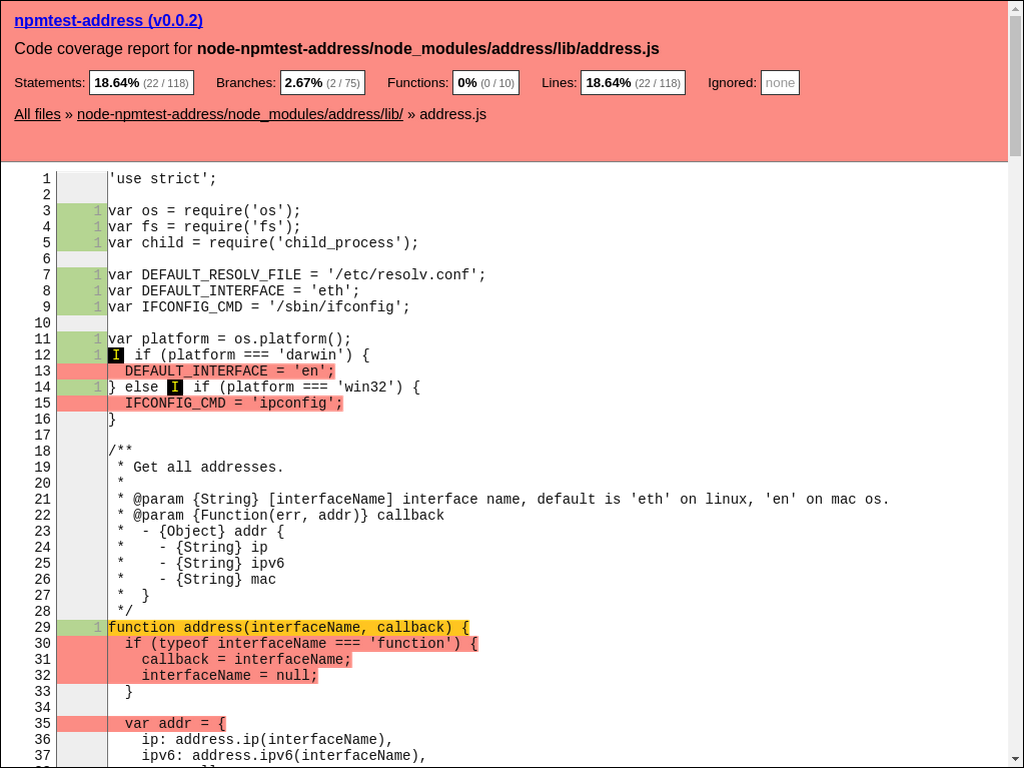 npmtest-address (v0.0.2)
Code coverage report for node-npmtest-address/node_modules/address/lib/address.js
Statements: 18.64% (22 / 118) Branches: 2.67% (2 / 75) Functions: 0% (0 / 10) Lines: 18.64% (22 / 118) Ignored: none
All files » node-npmtest-address/node_modules/address/lib/ » address.js
1 'use strict';
2
3 1 var os = require('os');
4 1 var fs = require('fs');
5 1 var child = require('child_process');
6
7 1 var DEFAULT_RESOLV_FILE = '/etc/resolv.conf';
8 1 var DEFAULT_INTERFACE = 'eth';
9 1 var IFCONFIG_CMD = '/sbin/ifconfig';
10
11 1 var platform = os.platform();
12 1 I if (platform === 'darwin') {
13 DEFAULT_INTERFACE = 'en';
14 1 } else I if (platform === 'win32') {
15 IFCONFIG_CMD = 'ipconfig';
16 }
17
18 /**
19 * Get all addresses.
20 *
21 * @param {String} [interfaceName] interface name, default is 'eth' on linux, 'en' on mac os.
22 * @param {Function(err, addr)} callback
23 * - {Object} addr {
24 * - {String} ip
25 * - {String} ipv6
26 * - {String} mac
27 * }
28 */
29 1 function address(interfaceName, callback) {
30 if (typeof interfaceName === 'function') {
31 callback = interfaceName;
32 interfaceName = null;
33 }
34
35 var addr = {
36 ip: address.ip(interfaceName),
37 ipv6: address.ipv6(interfaceName),